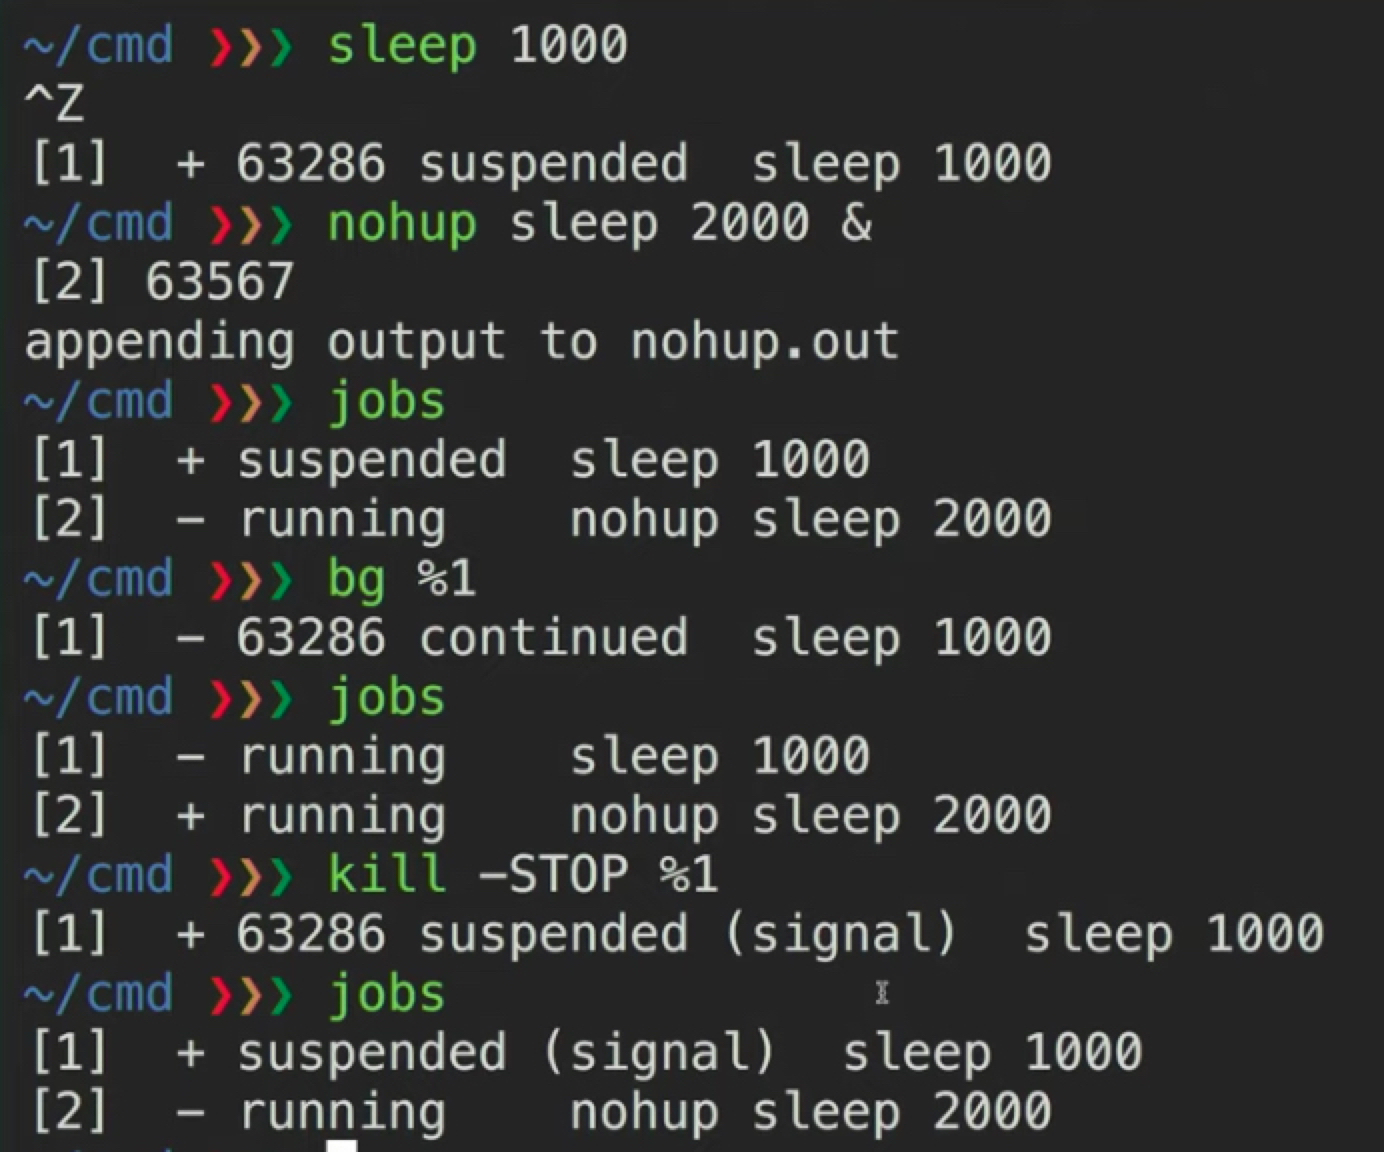 ~/cmd ❯❯❯ sleep 1000
^Z
[1]  + 63286 suspended  sleep 1000
~/cmd ❯❯❯ nohup sleep 2000 &
[2] 63567
appending output to nohup.out
~/cmd ❯❯❯ jobs
[1]  + suspended  sleep 1000
[2]  - running    nohup sleep 2000
~/cmd ❯❯❯ bg %1
[1]  - 63286 continued  sleep 1000
~/cmd ❯❯❯ jobs
[1]  - running    sleep 1000
[2]  + running    nohup sleep 2000
~/cmd ❯❯❯ kill -STOP %1
[1]  + 63286 suspended (signal)  sleep 1000
~/cmd ❯❯❯ jobs
[1]  + suspended (signal)  sleep 1000
[2]  - running    nohup sleep 2000